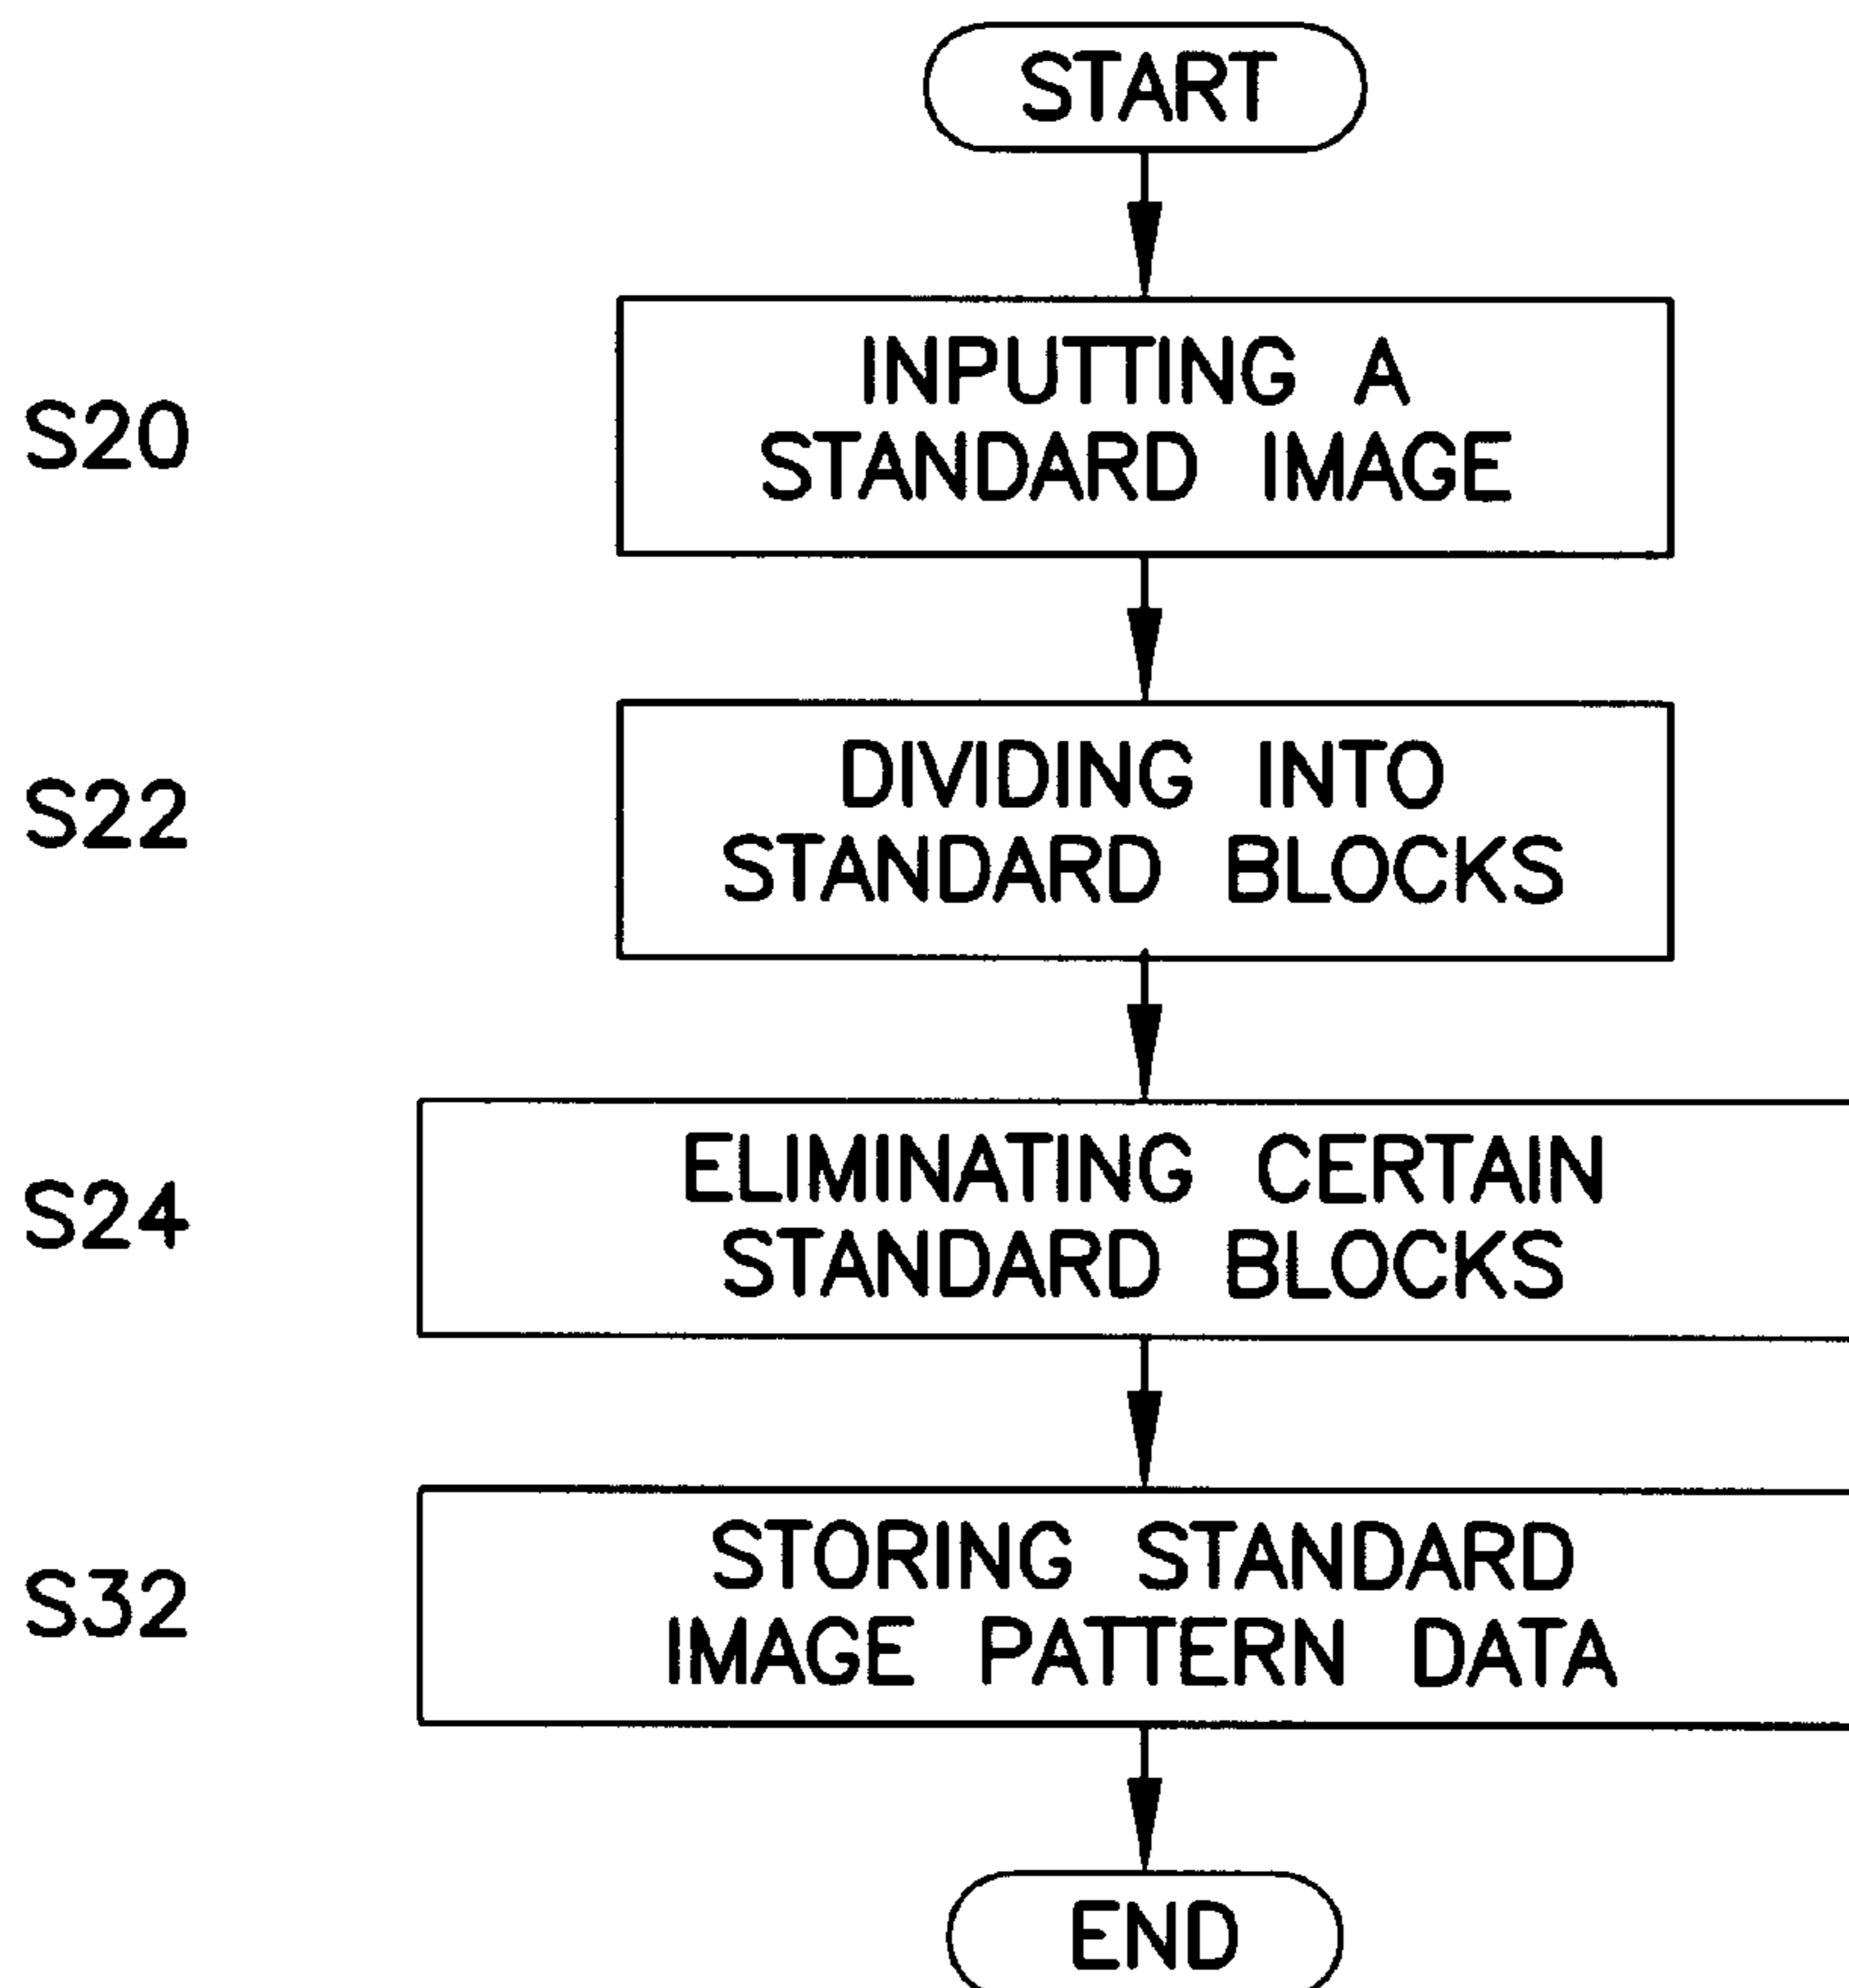 START
S20
INPUTTING A
STANDARD IMAGE
S22
DIVIDING INTO
STANDARD BLOCKS
S24
ELIMINATING CERTAIN
STANDARD BLOCKS
S32
STORING STANDARD
IMAGE PATTERN DATA
END